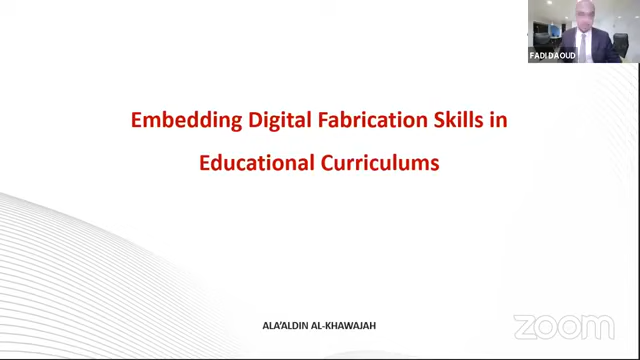 FADI DAOUD
Embedding Digital Fabrication Skills in
Educational Curriculums
ALA'ALDIN AL-KHAWAJAH
zoom